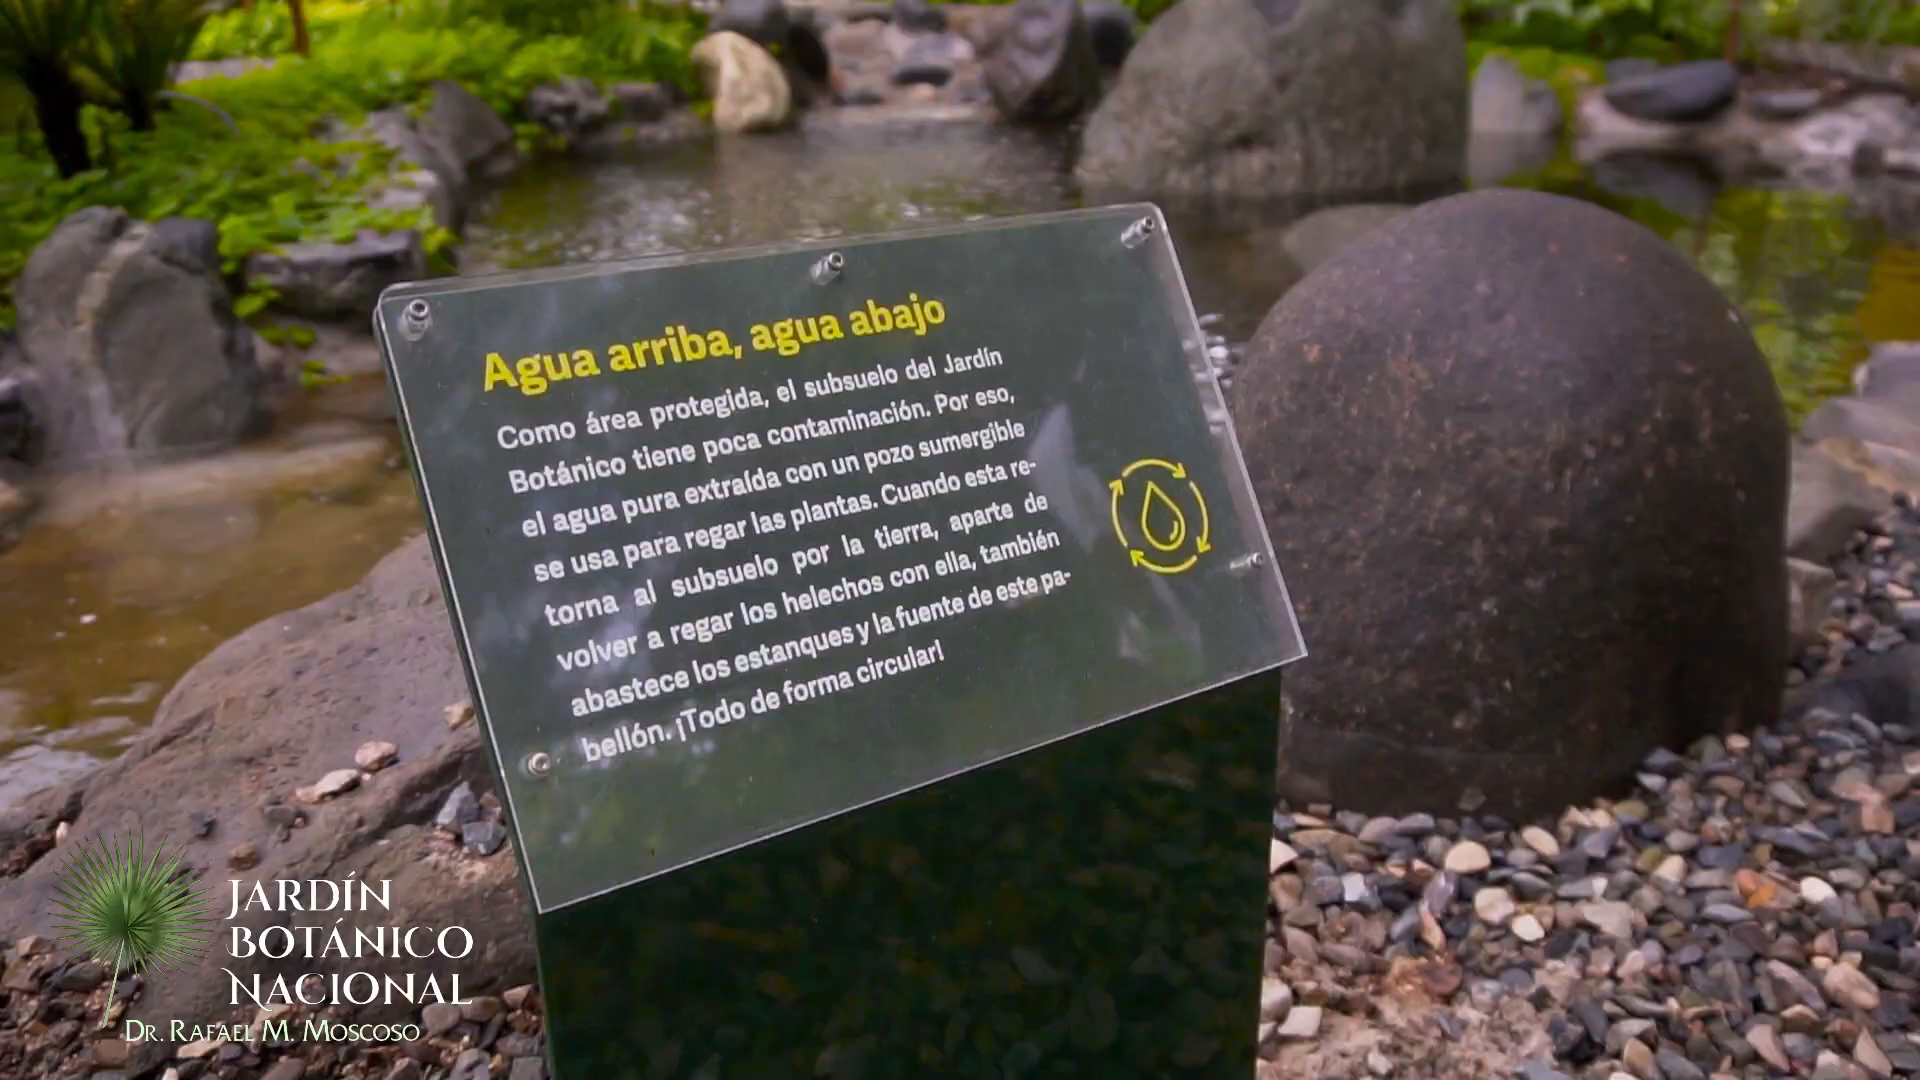 Agua arriba, agua abajo
Como área protegida, el subsuelo del Jardín
Botánico tiene poca contaminación. Por eso,
el agua pura extraída con un pozo sumergible
se usa para regar las plantas. Cuando esta re-
torna al subsuelo por la tierra, aparte de
volver a regar los helechos con ella, también
abastece los estanques y la fuente de este pa-
bellón. ¡Todo de forma circular!
JARDÍN
BOTÁNICO
NACIONAL
DR. RAFAEL M. MOSCOSO